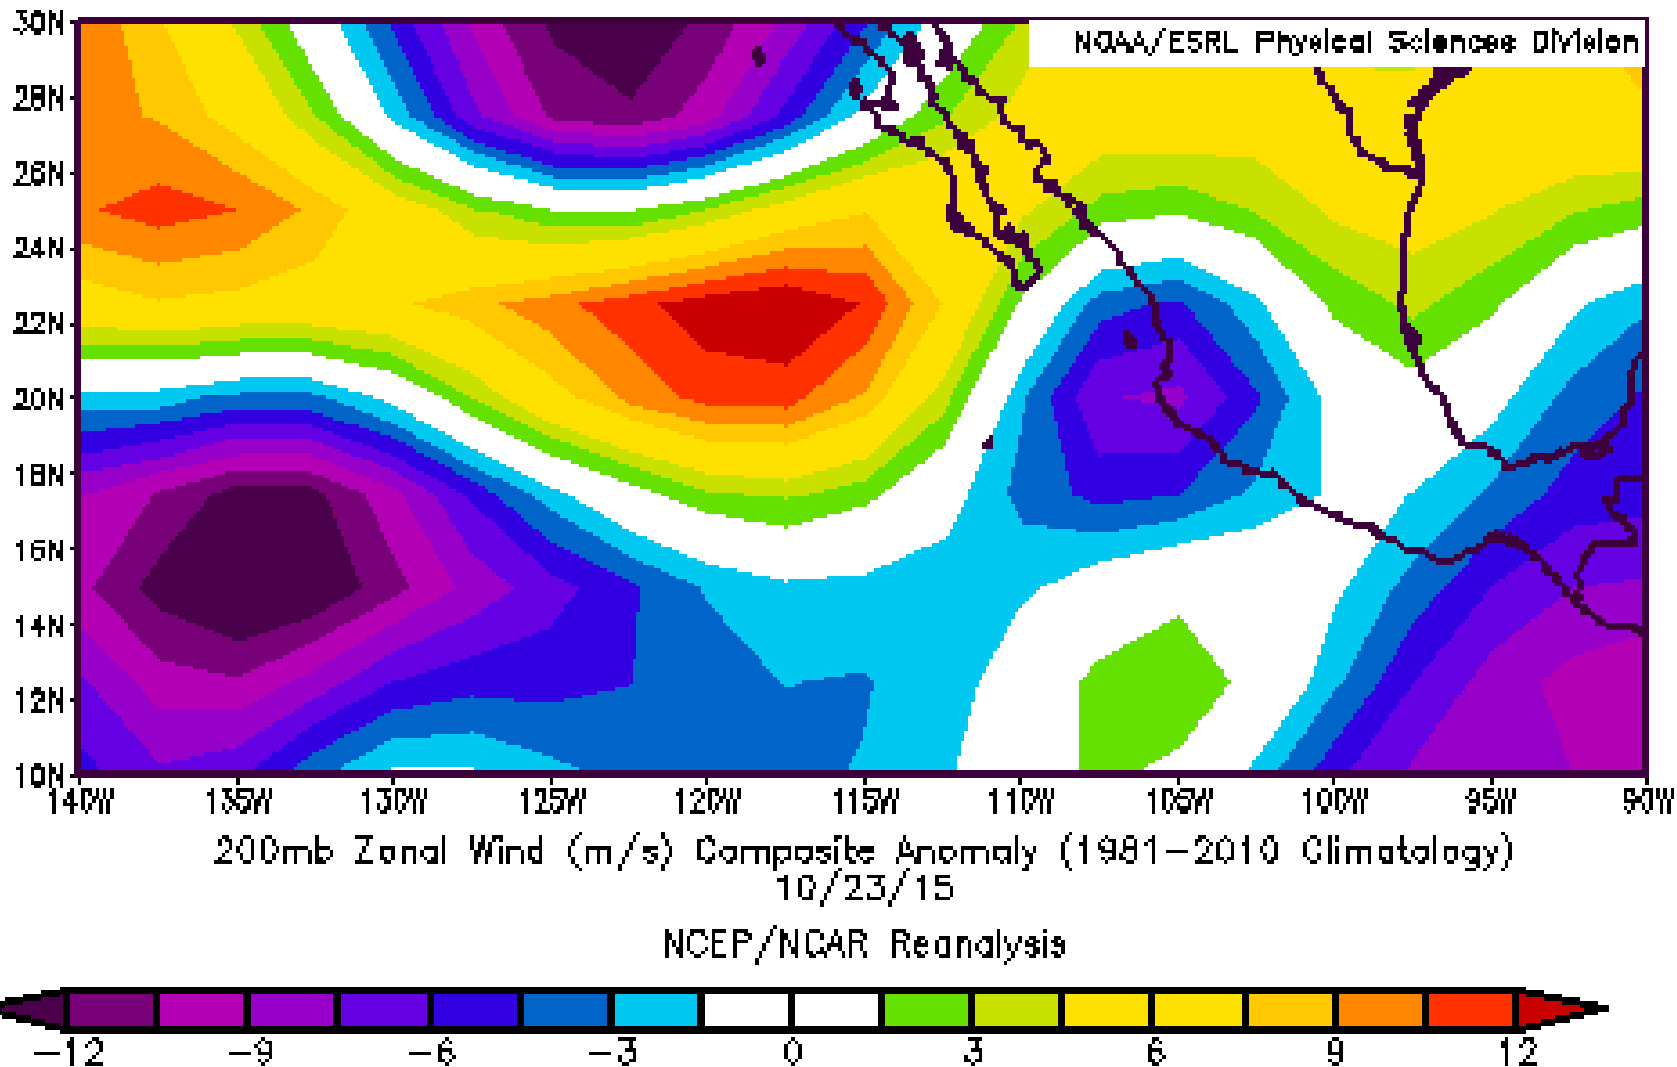 30N
NOAA/ESRL Physical Sciences Division
28N
26N
24N
22N
20N
18N
16N
14N
12N
10N
140W 135W 130W 125W 120W 115W 110W 105W 100W 95W 90W
200mb Zonal Wind (m/s) Composite Anomaly (1981-2010 Climatology)
10/23/15
NCEP/NCAR Reanalysis
-12 -9 -6 -3 0 3 6 9 12